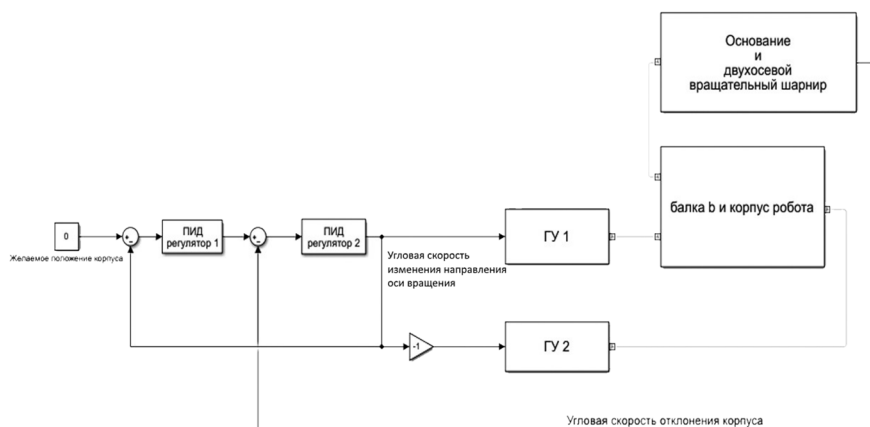 Основание
и
двухосевой
вращательный шарнир
балка b и корпус робота
0
Желаемое положение корпуса
+
-
ПИД
регулятор 1
+
-
ПИД
регулятор 2
Угловая скорость
изменения направления
оси вращения
ГУ 1
-1
ГУ 2
Угловая скорость отклонения корпуса